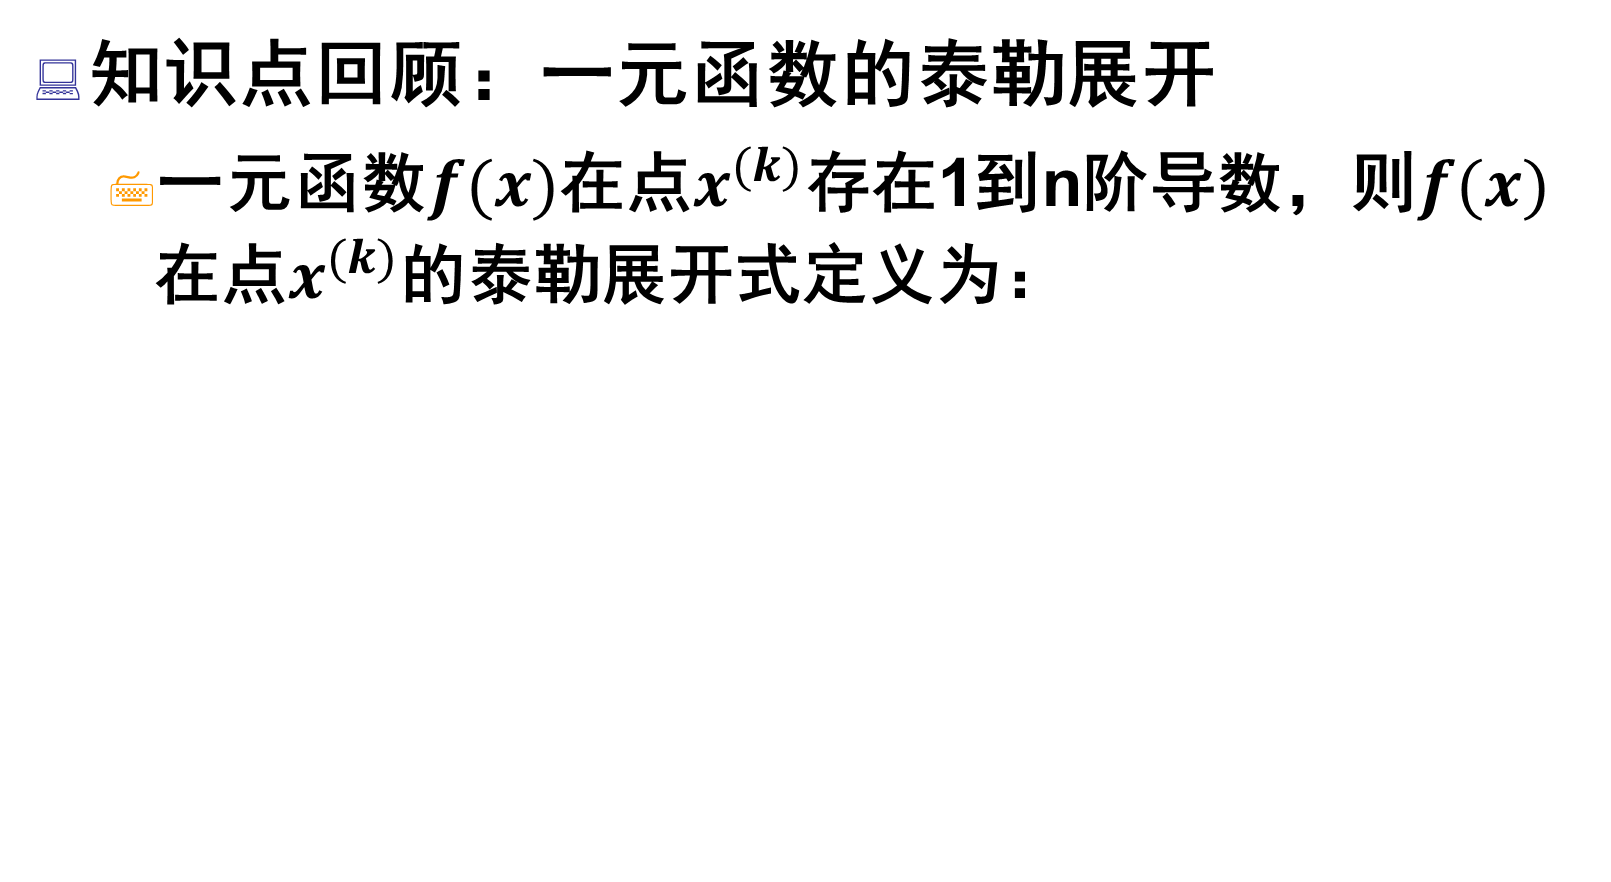 知识点回顾：一元函数的泰勒展开
一元函数f(x)在点x^(k)存在1到n阶导数，则f(x)
在点x^(k)的泰勒展开式定义为：